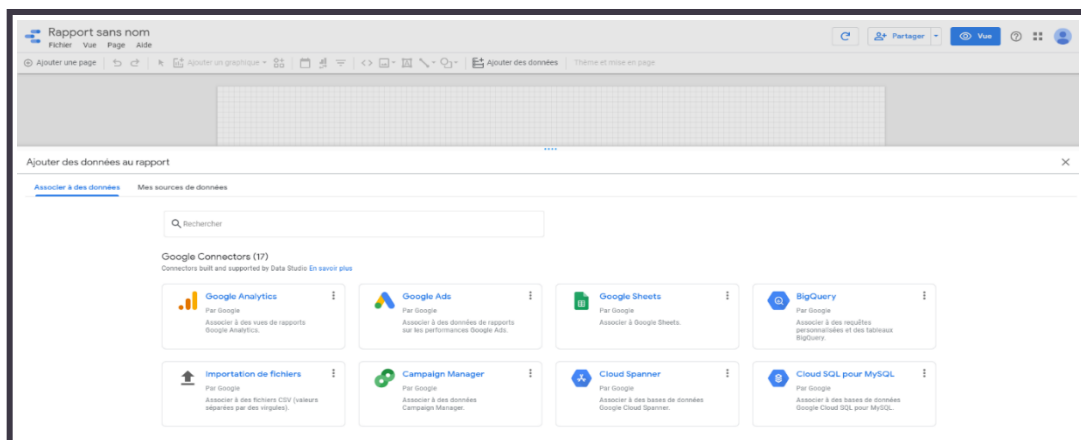 Rapport sans nom
Fichier Vue Page Aide
Partager
Vue
Ajouter une page
Ajouter un graphique
Ajouter des données
Thème et mise en page
Ajouter des données au rapport
Associer à des données
Mes sources de données
Rechercher
Google Connectors (17)
Connectors built and supported by Data Studio En savoir plus
Google Analytics
Par Google
Associer à des vues de rapports
Google Analytics.
Google Ads
Par Google
Associer à des données de rapports
sur les performances Google Ads.
Google Sheets
Par Google
Associer à Google Sheets.
BigQuery
Par Google
Associer à des requêtes
personnalisées et des tableaux
BigQuery.
Importation de fichiers
Par Google
Associer à des fichiers CSV (valeurs
séparées par des virgules).
Campaign Manager
Par Google
Associer à des données
Campaign Manager.
Cloud Spanner
Par Google
Associer à des bases de données
Google Cloud Spanner.
Cloud SQL pour MySQL
Par Google
Associer à des bases de données
Google Cloud SQL pour MySQL.